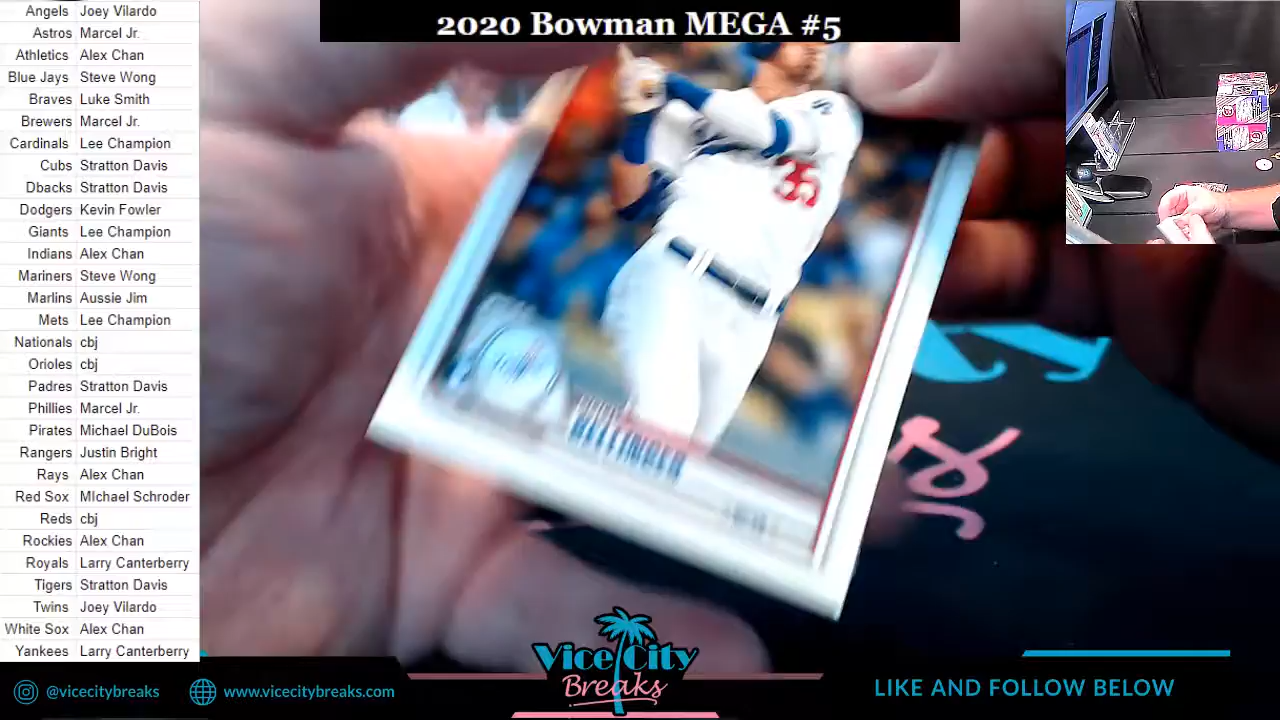 2020 Bowman MEGA #5
Angels Joey Vilardo
Astros Marcel Jr.
Athletics Alex Chan
Blue Jays Steve Wong
Braves Luke Smith
Brewers Marcel Jr.
Cardinals Lee Champion
Cubs Stratton Davis
Dbacks Stratton Davis
Dodgers Kevin Fowler
Giants Lee Champion
Indians Alex Chan
Mariners Steve Wong
Marlins Aussie Jim
Mets Lee Champion
Nationals cbj
Orioles cbj
Padres Stratton Davis
Phillies Marcel Jr.
Pirates Michael DuBois
Rangers Justin Bright
Rays Alex Chan
Red Sox MIchael Schroder
Reds cbj
Rockies Alex Chan
Royals Larry Canterberry
Tigers Stratton Davis
Twins Joey Vilardo
White Sox Alex Chan
Yankees Larry Canterberry
35
BELLINGER
@vicecitybreaks
www.vicecitybreaks.com
Vice City
Breaks
LIKE AND FOLLOW BELOW